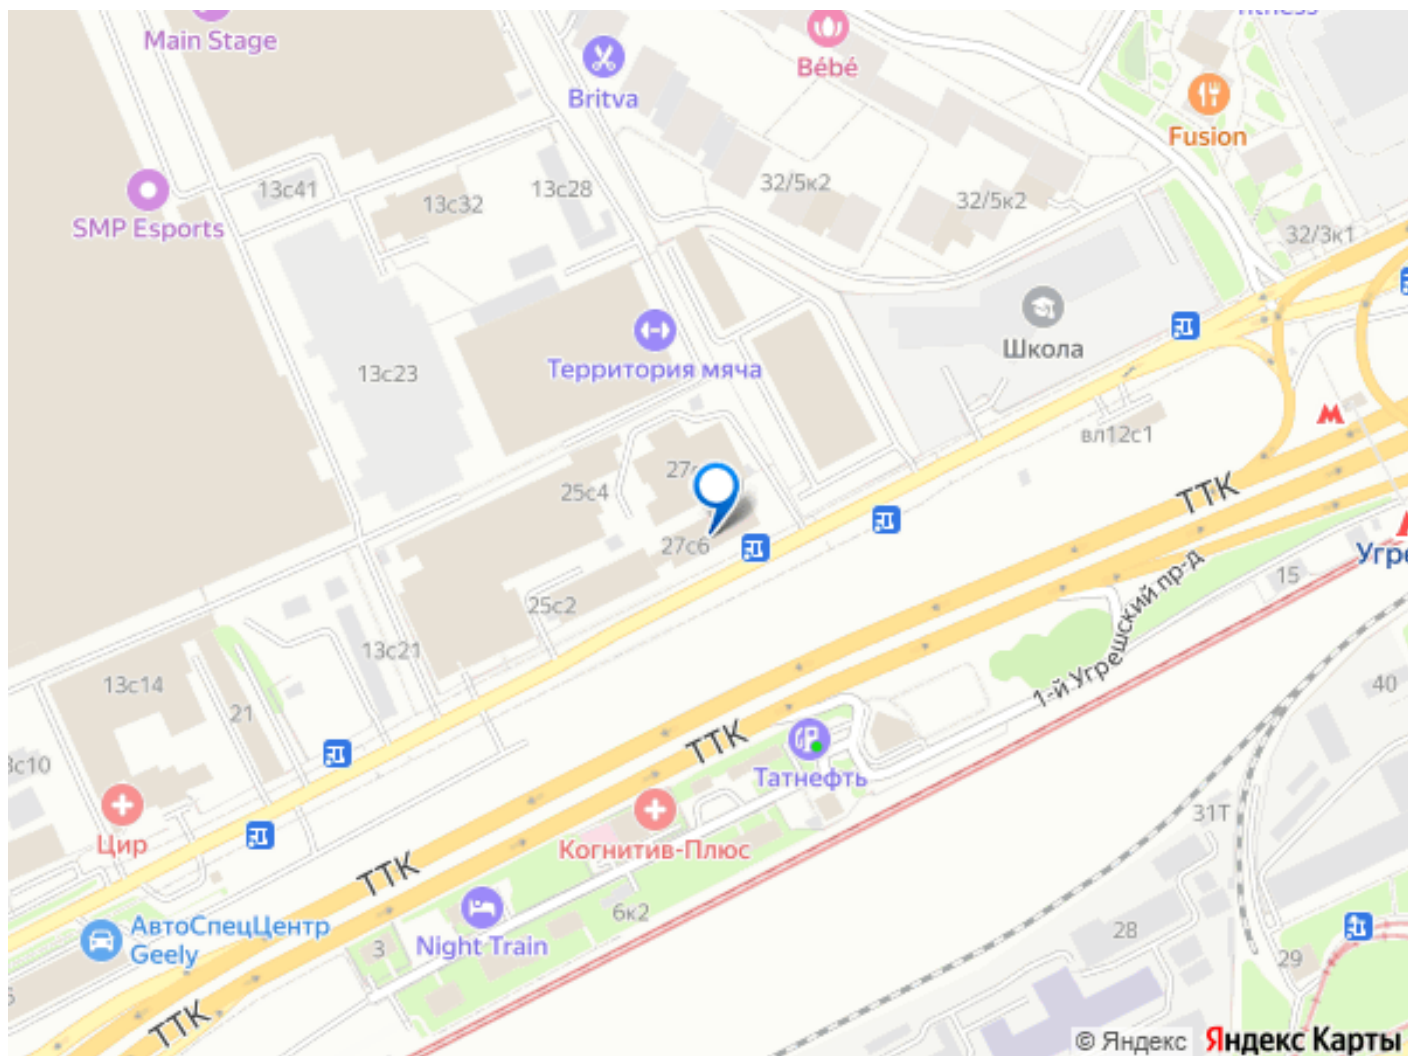 Main Stage
Britva
Bébé
Fusion
13с41
13с32
13с28
32/5к2
32/5к2
SMP Esports
32/3к1
13с23
Территория мяча
Школа
вл12с1
25с4
27с6
25с2
ТТК
1-й Угрешский пр-д
15
13с21
13с14
21
40
ТТК
Татнефть
31Т
Цир
Когнитив-Плюс
ТТК
6к2
АвтоСпецЦентр
Geely
3
Night Train
28
29
ТТК
© Яндекс Яндекс Карты